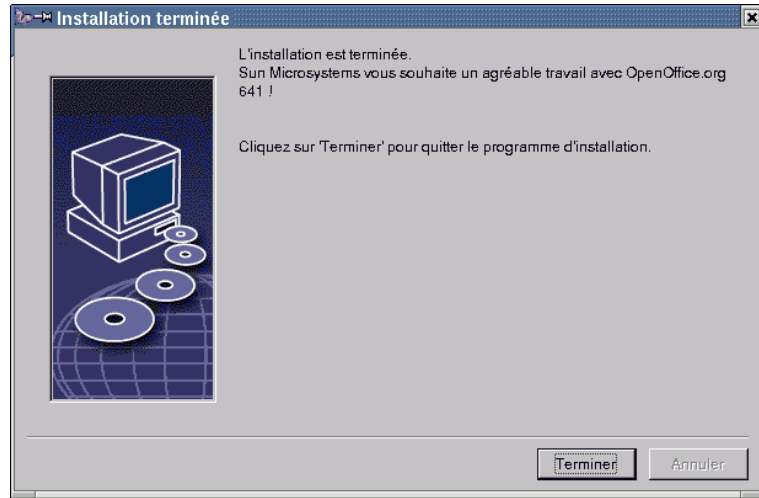 Installation terminée
L'installation est terminée.
Sun Microsystems vous souhaite un agréable travail avec OpenOffice.org
641 !
Cliquez sur 'Terminer' pour quitter le programme d'installation.
Terminer
Annuler